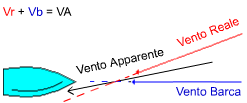 Vr + Vb = VA
Vento Reale
Vento Apparente
Vento Barca